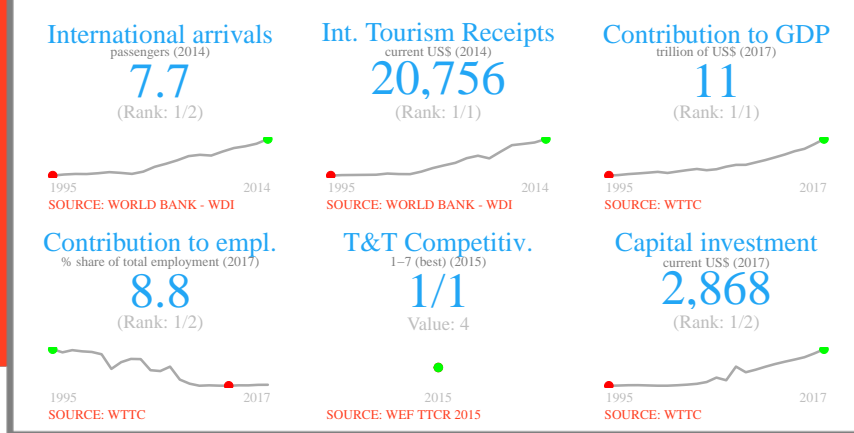 International arrivals
passengers (2014)
7.7
(Rank: 1/2)
1995 2014
SOURCE: WORLD BANK - WDI
Int. Tourism Receipts
current US$ (2014)
20,756
(Rank: 1/1)
1995 2014
SOURCE: WORLD BANK - WDI
Contribution to GDP
trillion of US$ (2017)
11
(Rank: 1/1)
1995 2017
SOURCE: WTTC
Contribution to empl.
% share of total employment (2017)
8.8
(Rank: 1/2)
1995 2017
SOURCE: WTTC
T&T Competitiv.
1–7 (best) (2015)
1/1
Value: 4
2015
SOURCE: WEF TTCR 2015
Capital investment
current US$ (2017)
2,868
(Rank: 1/2)
1995 2017
SOURCE: WTTC